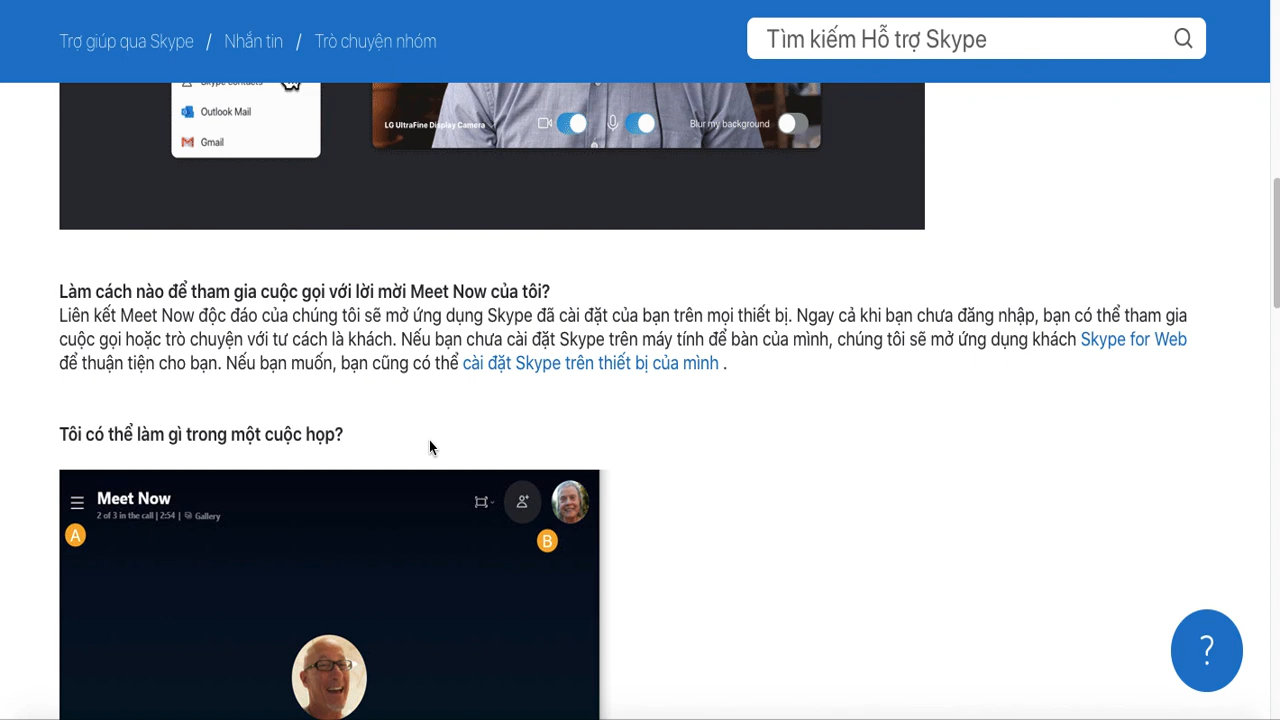 Trợ giúp qua Skype / Nhắn tin / Trò chuyện nhóm
Tìm kiếm Hỗ trợ Skype
Skype contacts
Outlook Mail
Gmail
LG UltraFine Display Camera
Blur my background
Làm cách nào để tham gia cuộc gọi với lời mời Meet Now của tôi?
Liên kết Meet Now độc đáo của chúng tôi sẽ mở ứng dụng Skype đã cài đặt của bạn trên mọi thiết bị. Ngay cả khi bạn chưa đăng nhập, bạn có thể tham gia
cuộc gọi hoặc trò chuyện với tư cách là khách. Nếu bạn chưa cài đặt Skype trên máy tính để bàn của mình, chúng tôi sẽ mở ứng dụng khách Skype for Web
để thuận tiện cho bạn. Nếu bạn muốn, bạn cũng có thể cài đặt Skype trên thiết bị của mình .
Tôi có thể làm gì trong một cuộc họp?
Meet Now
2 of 3 in the call | 2:54 | Gallery
A
B
?